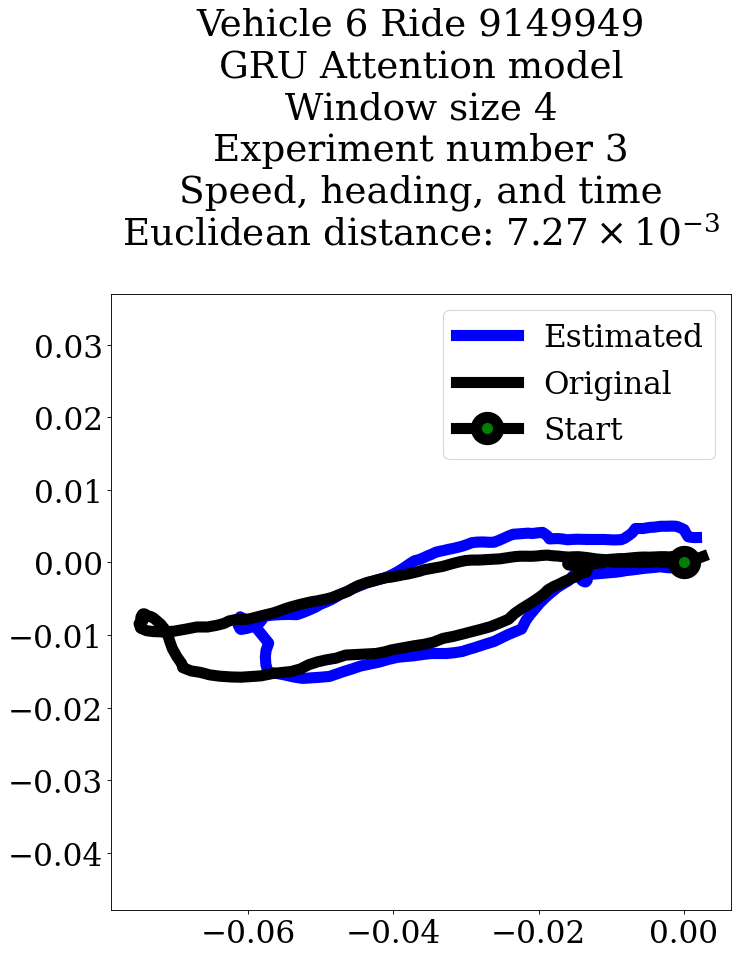 Vehicle 6 Ride 9149949
GRU Attention model
Window size 4
Experiment number 3
Speed, heading, and time
Euclidean distance: 7.27 × 10⁻³
Estimated
Original
Start
0.03
0.02
0.01
0.00
−0.01
−0.02
−0.03
−0.04
−0.06
−0.04
−0.02
0.00